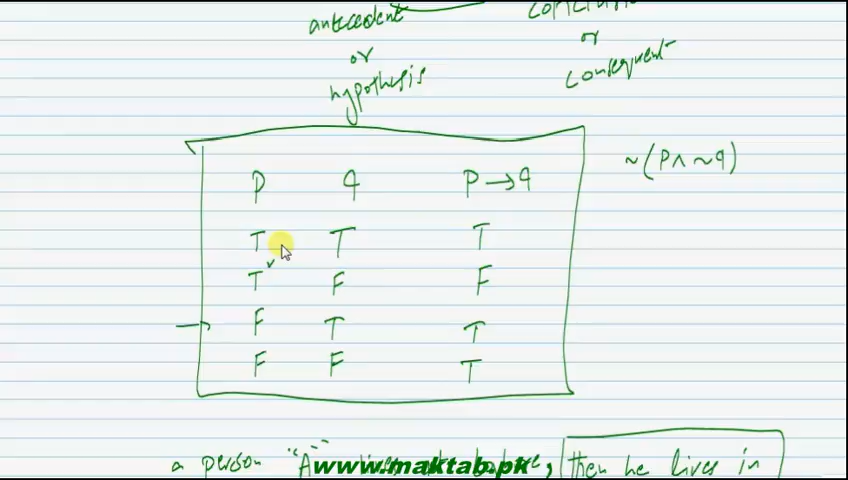 antecedent
or
or
consequent
hypothesis
~(P∧~q)
P q P→q
T T T
T F F
F T T
F F T
a person "A" , then he lives in
www.maktab.pk